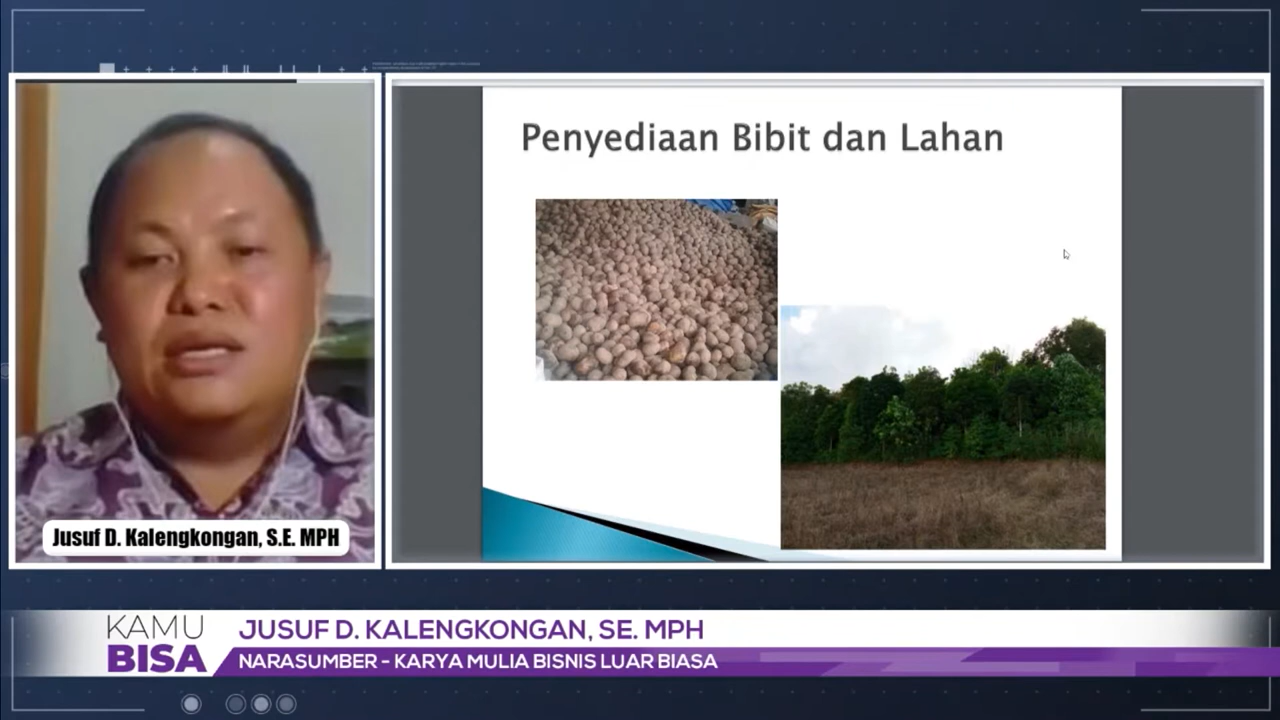 Penyediaan Bibit dan Lahan
Jusuf D. Kalengkongan, S.E. MPH
KAMU
BISA
JUSUF D. KALENGKONGAN, SE. MPH
NARASUMBER - KARYA MULIA BISNIS LUAR BIASA